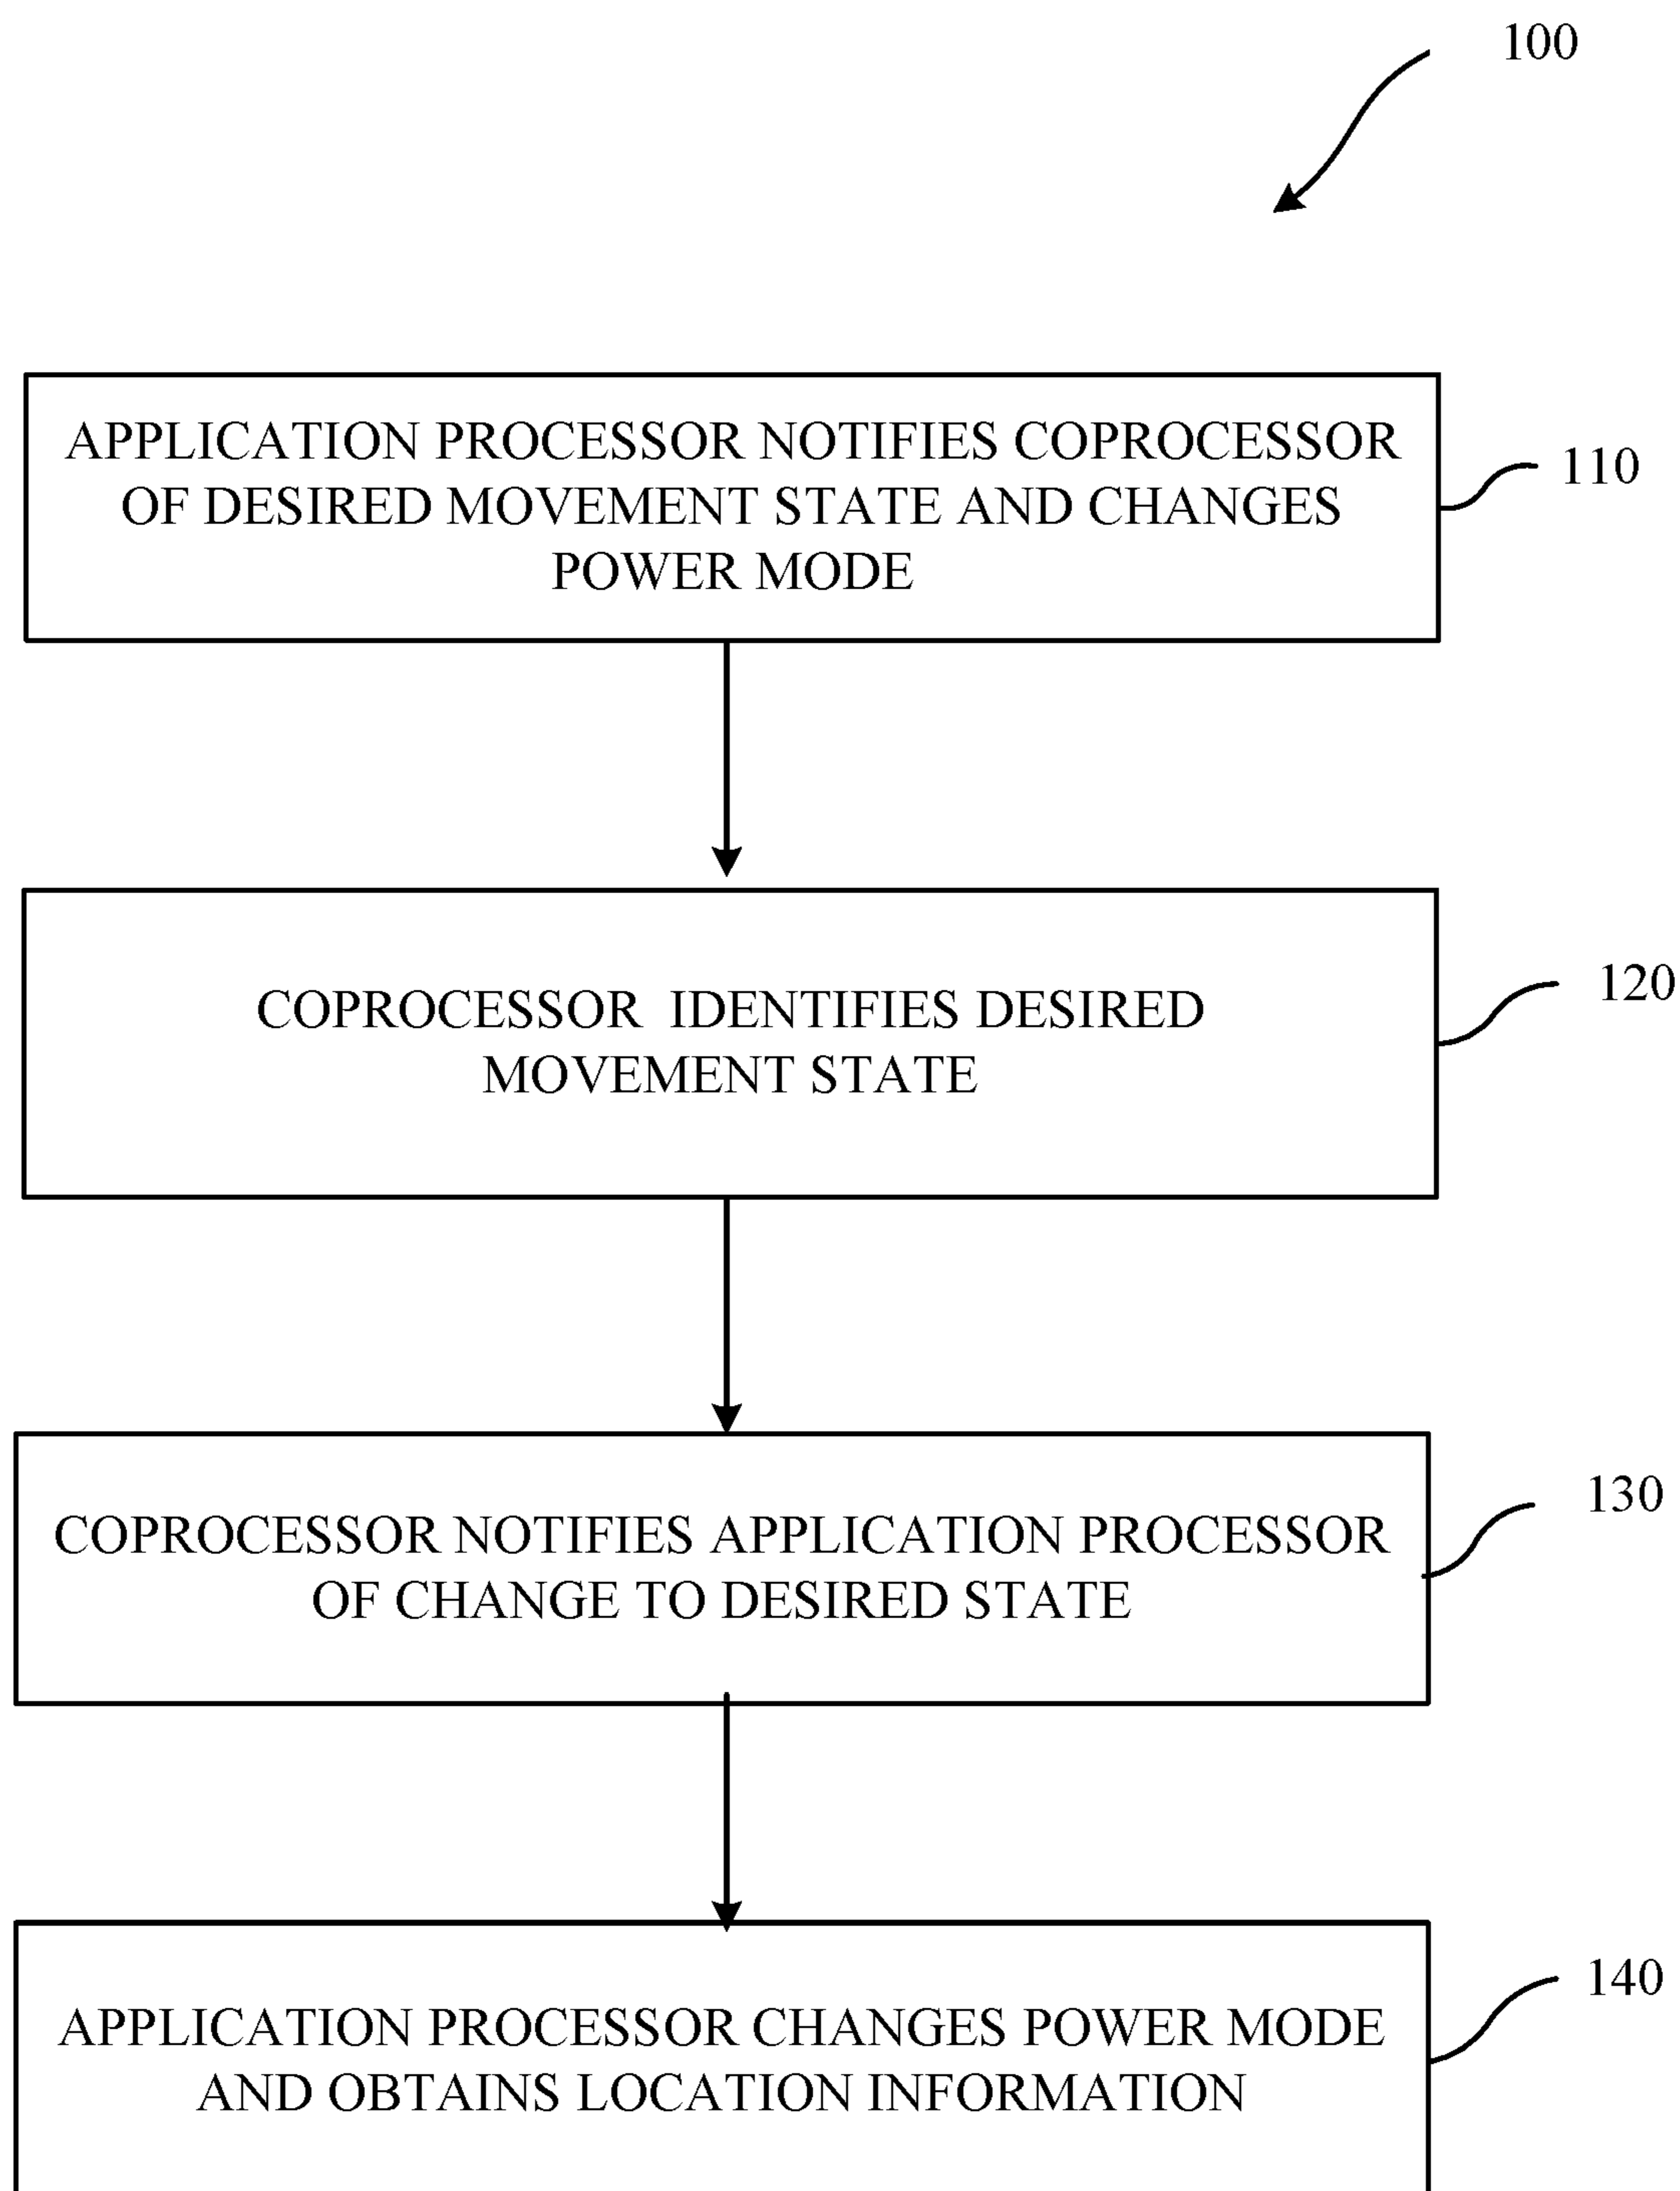 100
APPLICATION PROCESSOR NOTIFIES COPROCESSOR
OF DESIRED MOVEMENT STATE AND CHANGES
POWER MODE
110
COPROCESSOR IDENTIFIES DESIRED
MOVEMENT STATE
120
COPROCESSOR NOTIFIES APPLICATION PROCESSOR
OF CHANGE TO DESIRED STATE
130
APPLICATION PROCESSOR CHANGES POWER MODE
AND OBTAINS LOCATION INFORMATION
140